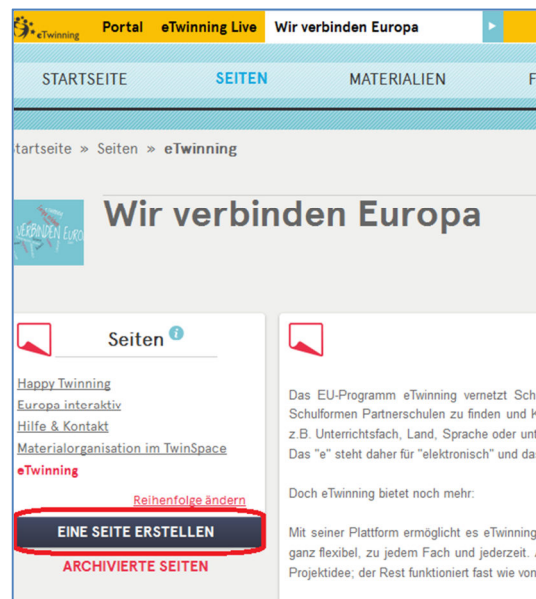 eTwinning Portal eTwinning Live Wir verbinden Europa
STARTSEITE SEITEN MATERIALIEN F
tartseite » Seiten » eTwinning
VERBINDEN EURO
Wir verbinden Europa
Seiten i
Happy Twinning
Europa interaktiv
Hilfe & Kontakt
Materialorganisation im TwinSpace
eTwinning
Reihenfolge ändern
EINE SEITE ERSTELLEN
ARCHIVIERTE SEITEN
Das EU-Programm eTwinning vernetzt Sch
Schulformen Partnerschulen zu finden und K
z.B. Unterrichtsfach, Land, Sprache oder unt
Das "e" steht daher für "elektronisch" und da
Doch eTwinning bietet noch mehr:
Mit seiner Plattform ermöglicht es eTwinning
ganz flexibel, zu jedem Fach und jederzeit. A
Projektidee; der Rest funktioniert fast wie von